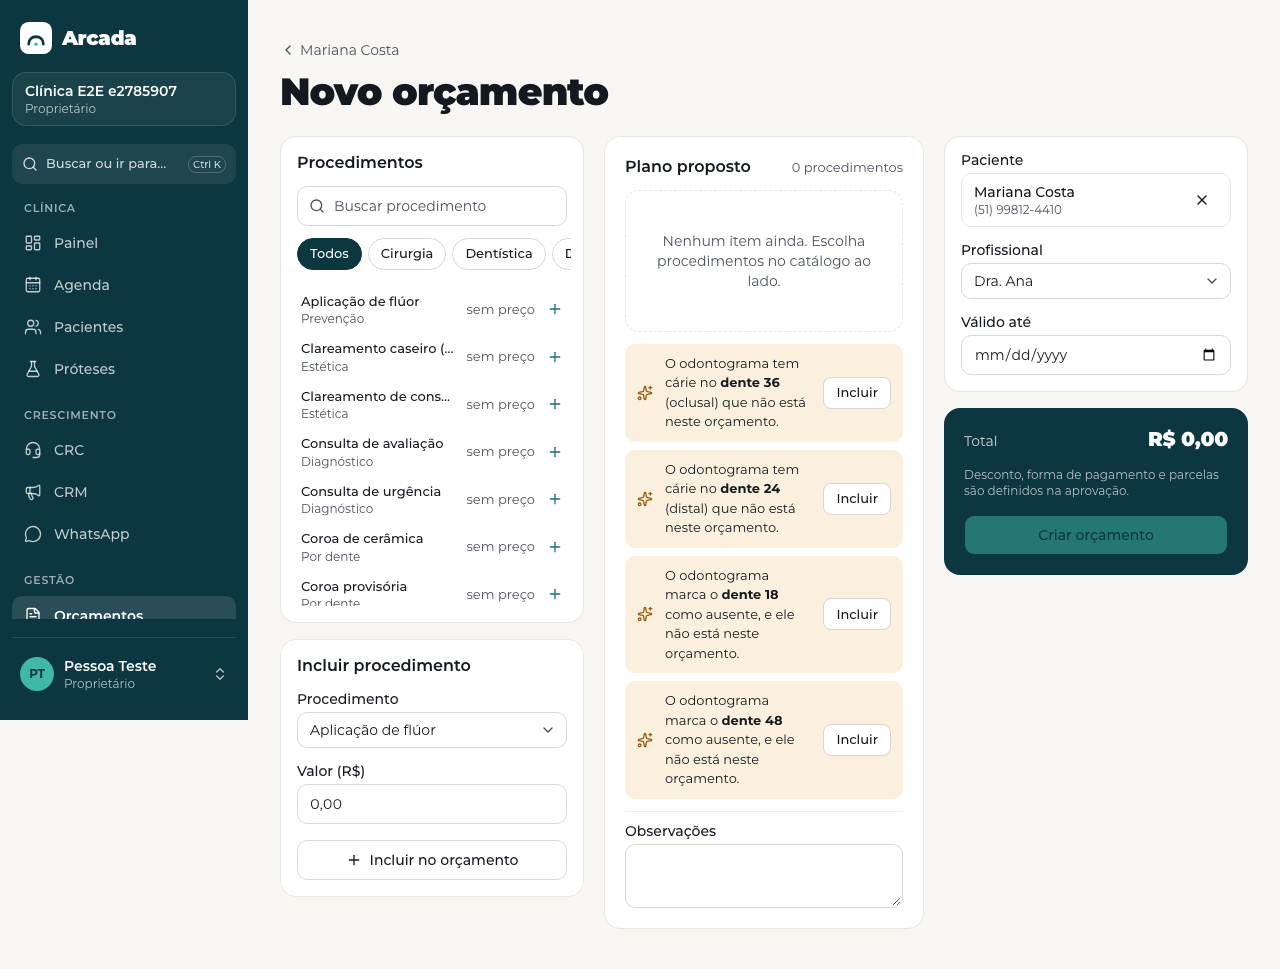 Arcada
Clínica E2E e2785907
Proprietário
Buscar ou ir para...
Ctrl K
CLÍNICA
Painel
Agenda
Pacientes
Próteses
CRESCIMENTO
CRC
CRM
WhatsApp
GESTÃO
Orçamentos
PT
Pessoa Teste
Proprietário
Mariana Costa
Novo orçamento
Procedimentos
Buscar procedimento
Todos
Cirurgia
Dentística
Aplicação de flúor
Prevenção
sem preço
Clareamento caseiro (...
Estética
sem preço
Clareamento de cons...
Estética
sem preço
Consulta de avaliação
Diagnóstico
sem preço
Consulta de urgência
Diagnóstico
sem preço
Coroa de cerâmica
Por dente
sem preço
Coroa provisória
Por dente
sem preço
Incluir procedimento
Procedimento
Aplicação de flúor
Valor (R$)
0,00
Incluir no orçamento
Plano proposto
0 procedimentos
Nenhum item ainda. Escolha
procedimentos no catálogo ao
lado.
O odontograma tem
cárie no dente 36
(oclusal) que não está
neste orçamento.
Incluir
O odontograma tem
cárie no dente 24
(distal) que não está
neste orçamento.
Incluir
O odontograma
marca o dente 18
como ausente, e ele
não está neste
orçamento.
Incluir
O odontograma
marca o dente 48
como ausente, e ele
não está neste
orçamento.
Incluir
Observações
Paciente
Mariana Costa
(51) 99812-4410
Profissional
Dra. Ana
Válido até
mm/dd/yyyy
Total
R$ 0,00
Desconto, forma de pagamento e parcelas
são definidos na aprovação.
Criar orçamento